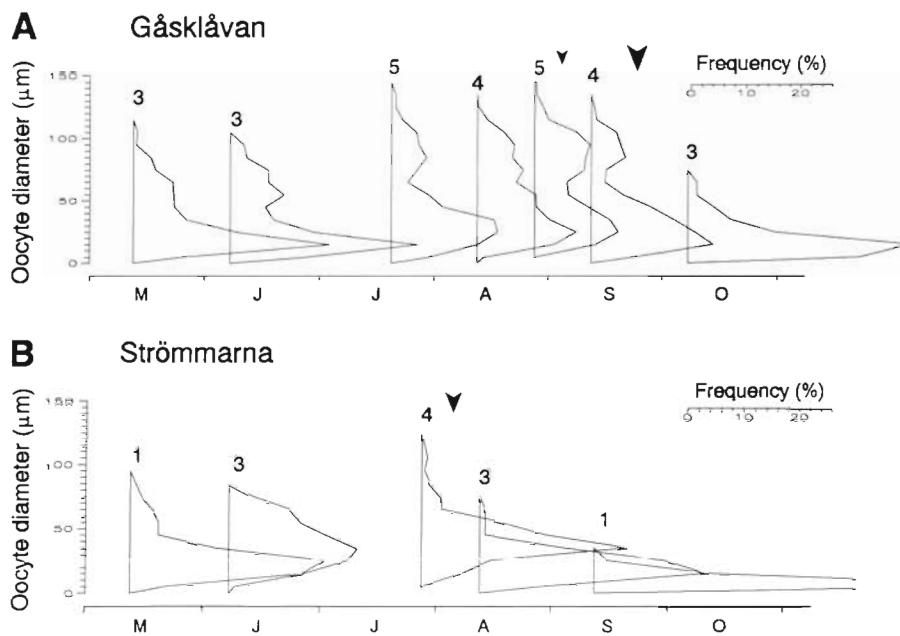 A Gåsklåvan
Oocyte diameter (µm)
150
100
50
0
3 3 5 4 5 4 3
Frequency (%)
0 10 20
M J J A S O
B Strömmarna
Oocyte diameter (µm)
150
100
50
0
1 3 4 3 1
Frequency (%)
0 10 20
M J J A S O